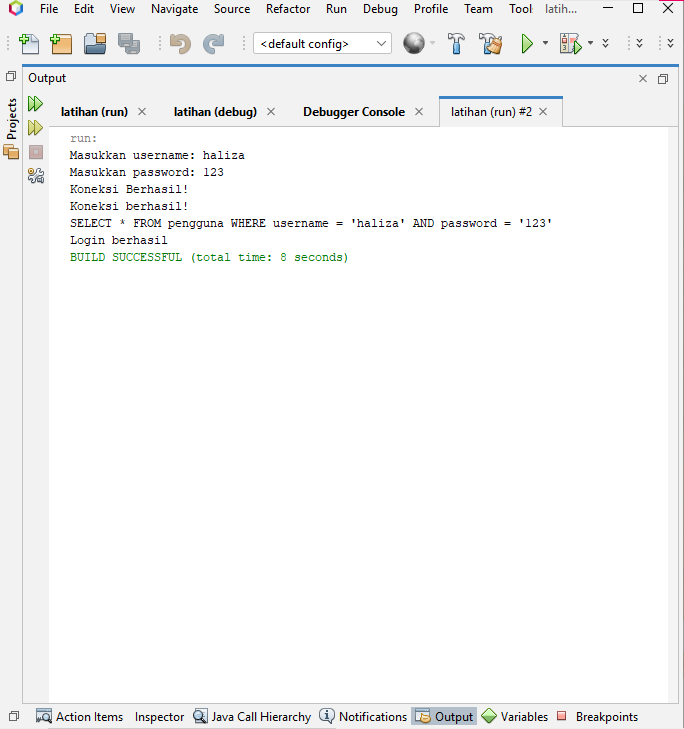 File Edit View Navigate Source Refactor Run Debug Profile Team Tool latih...
<default config>
Output
Projects
latihan (run) latihan (debug) Debugger Console latihan (run) #2
run:
Masukkan username: haliza
Masukkan password: 123
Koneksi Berhasil!
Koneksi berhasil!
SELECT * FROM pengguna WHERE username = 'haliza' AND password = '123'
Login berhasil
BUILD SUCCESSFUL (total time: 8 seconds)
Action Items Inspector Java Call Hierarchy Notifications Output Variables Breakpoints